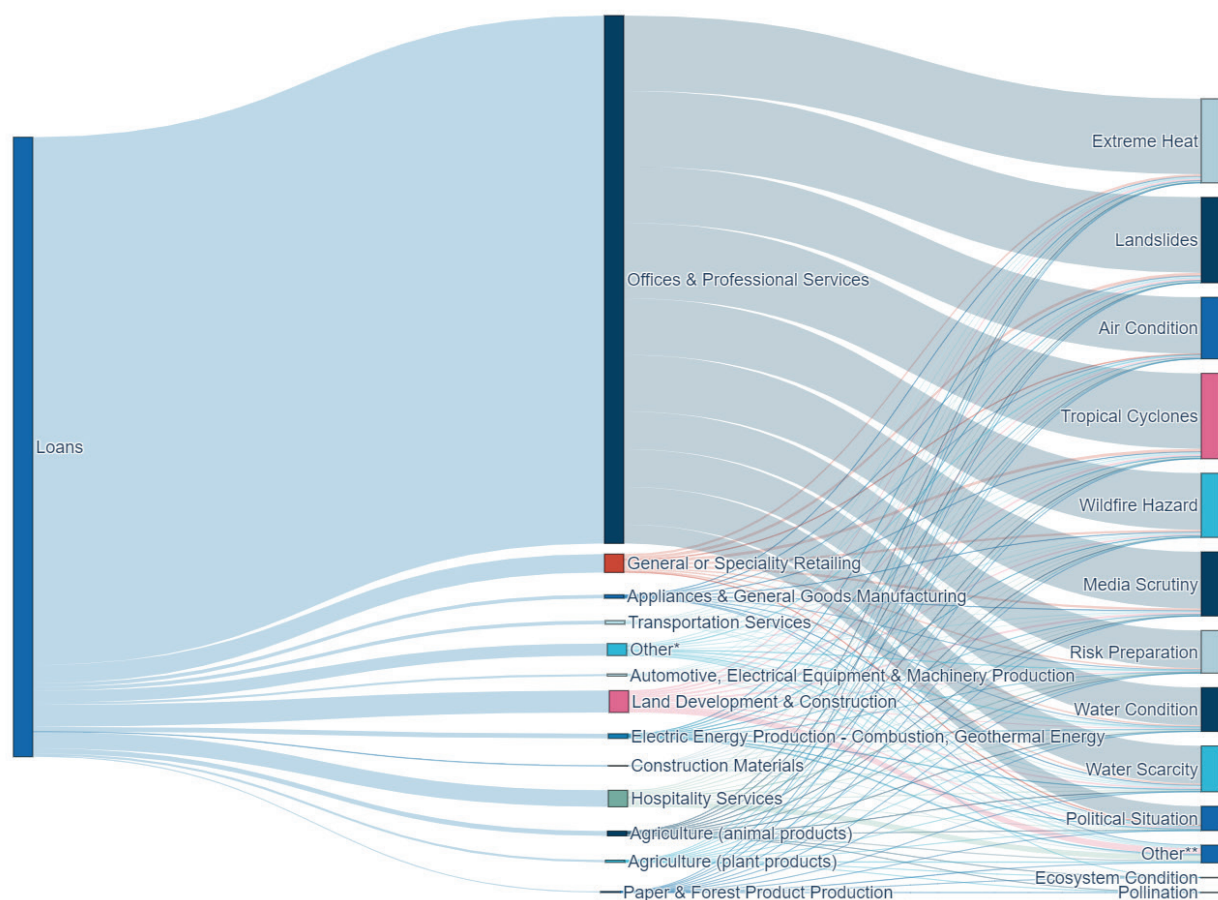 Loans
Offices & Professional Services
General or Speciality Retailing
Appliances & General Goods Manufacturing
Transportation Services
Other*
Automotive, Electrical Equipment & Machinery Production
Land Development & Construction
Electric Energy Production - Combustion, Geothermal Energy
Construction Materials
Hospitality Services
Agriculture (animal products)
Agriculture (plant products)
Paper & Forest Product Production
Extreme Heat
Landslides
Air Condition
Tropical Cyclones
Wildfire Hazard
Media Scrutiny
Risk Preparation
Water Condition
Water Scarcity
Political Situation
Other**
Ecosystem Condition
Pollination